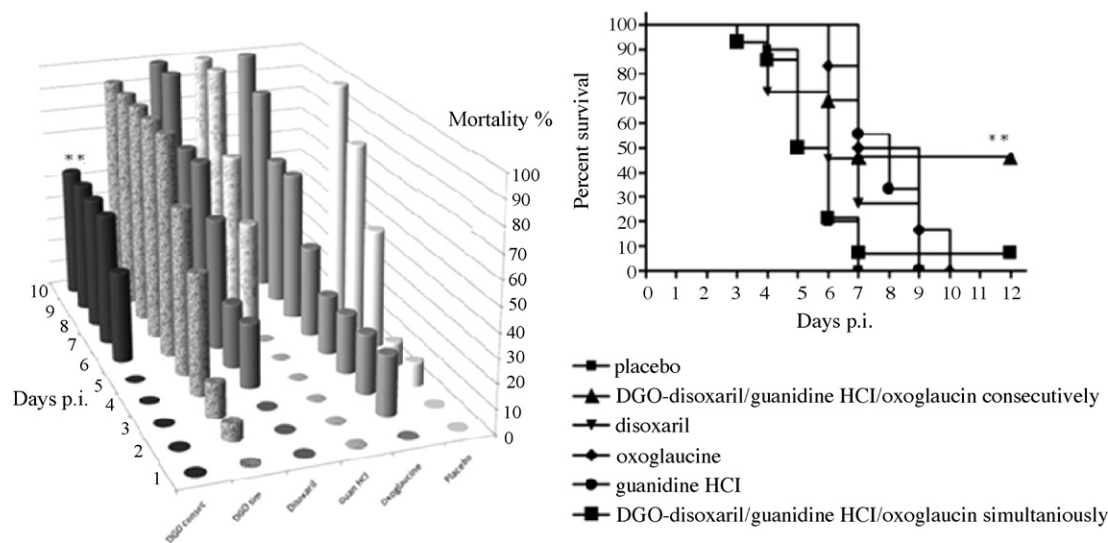 Mortality %
100
90
80
70
60
50
40
30
20
10
0
**
10
9
8
7
6
5
4
3
2
1
Days p.i.
DGO consec
DGO sim
Disoxaril
Guan HCl
Oxoglaucine
Placebo
Percent survival
100
90
80
70
60
50
40
30
20
10
0
**
0 1 2 3 4 5 6 7 8 9 10 11 12
Days p.i.
placebo
DGO-disoxaril/guanidine HCI/oxoglaucin consecutively
disoxaril
oxoglaucine
guanidine HCI
DGO-disoxaril/guanidine HCI/oxoglaucin simultaniously